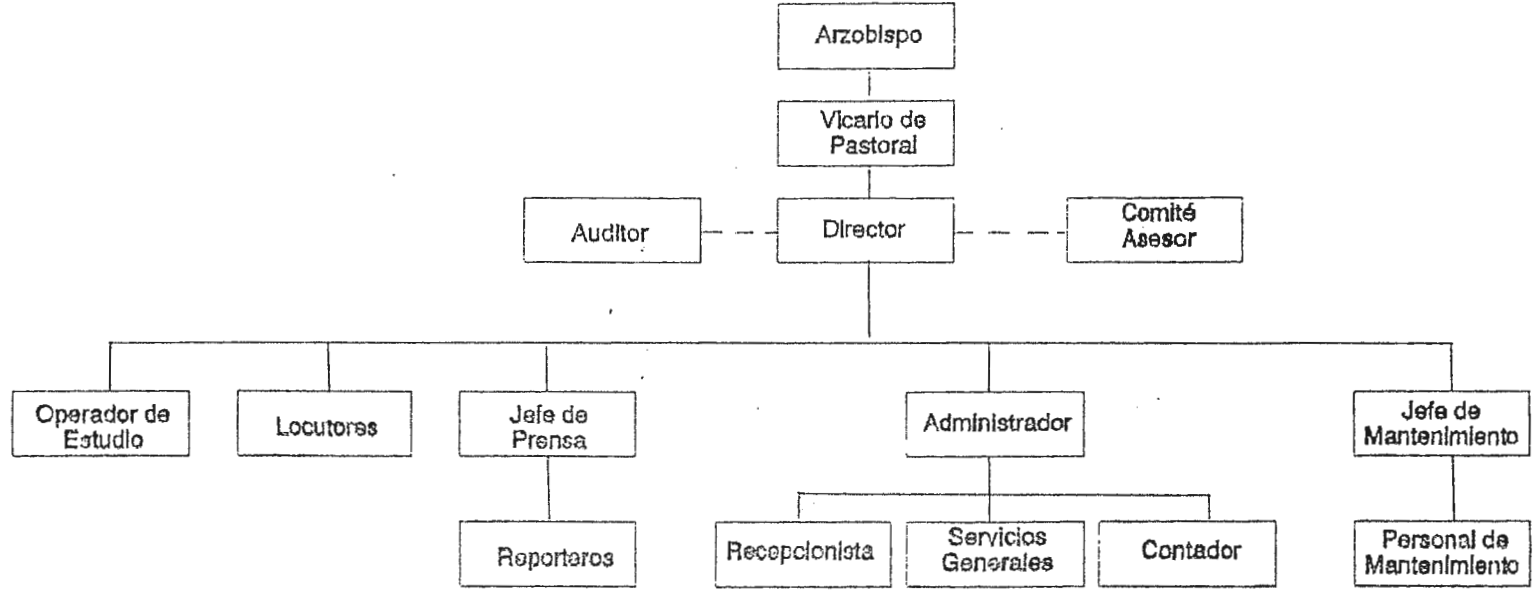 Arzobispo
Vicario de
Pastoral
Auditor
Director
Comité
Asesor
Operador de
Estudio
Locutores
Jefe de
Prensa
Administrador
Jefe de
Mantenimiento
Reporteros
Recepcionista
Servicios
Generales
Contador
Personal de
Mantenimiento